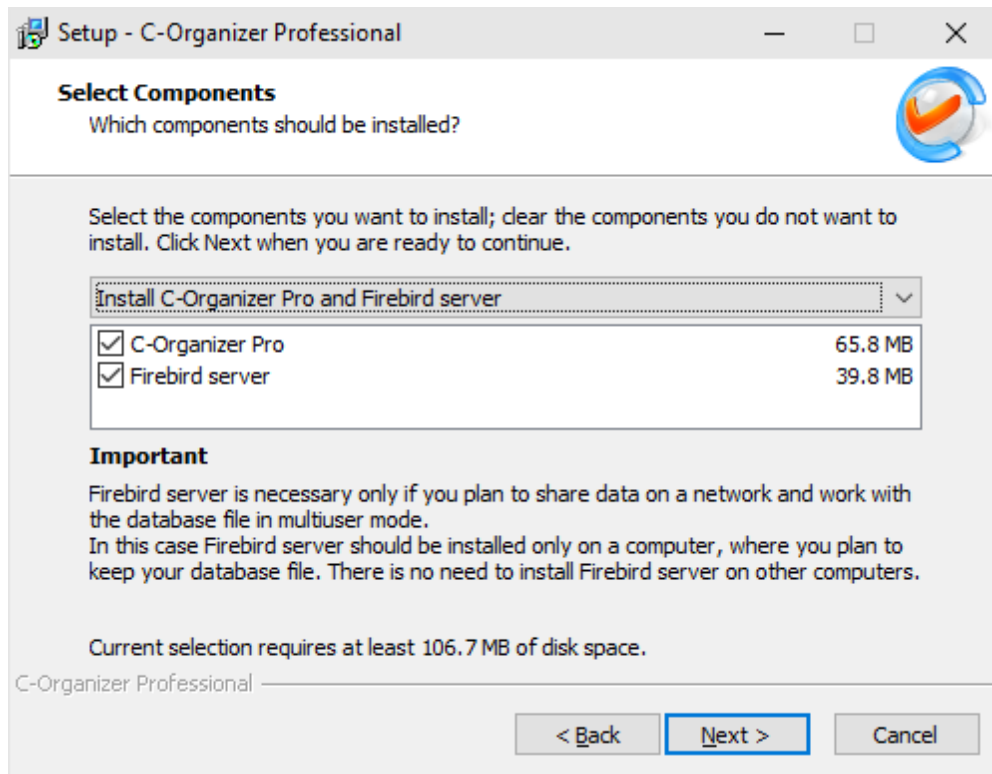 Setup - C-Organizer Professional
Select Components
Which components should be installed?
Select the components you want to install; clear the components you do not want to
install. Click Next when you are ready to continue.
Install C-Organizer Pro and Firebird server
C-Organizer Pro 65.8 MB
Firebird server 39.8 MB
Important
Firebird server is necessary only if you plan to share data on a network and work with
the database file in multiuser mode.
In this case Firebird server should be installed only on a computer, where you plan to
keep your database file. There is no need to install Firebird server on other computers.
Current selection requires at least 106.7 MB of disk space.
C-Organizer Professional
< Back Next > Cancel